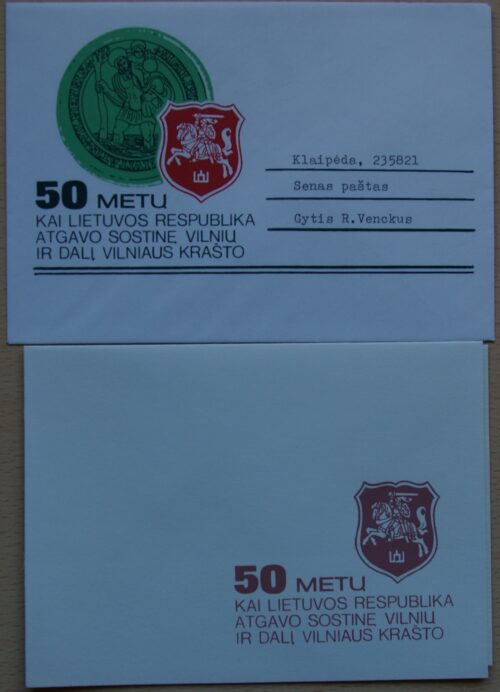 50 METŲ
KAI LIETUVOS RESPUBLIKA
ATGAVO SOSTINĘ VILNIŲ
IR DALĮ VILNIAUS KRAŠTO
Klaipėda, 235821
Senas paštas
Gytis R.Venckus
50 METŲ
KAI LIETUVOS RESPUBLIKA
ATGAVO SOSTINĘ VILNIŲ
IR DALĮ VILNIAUS KRAŠTO